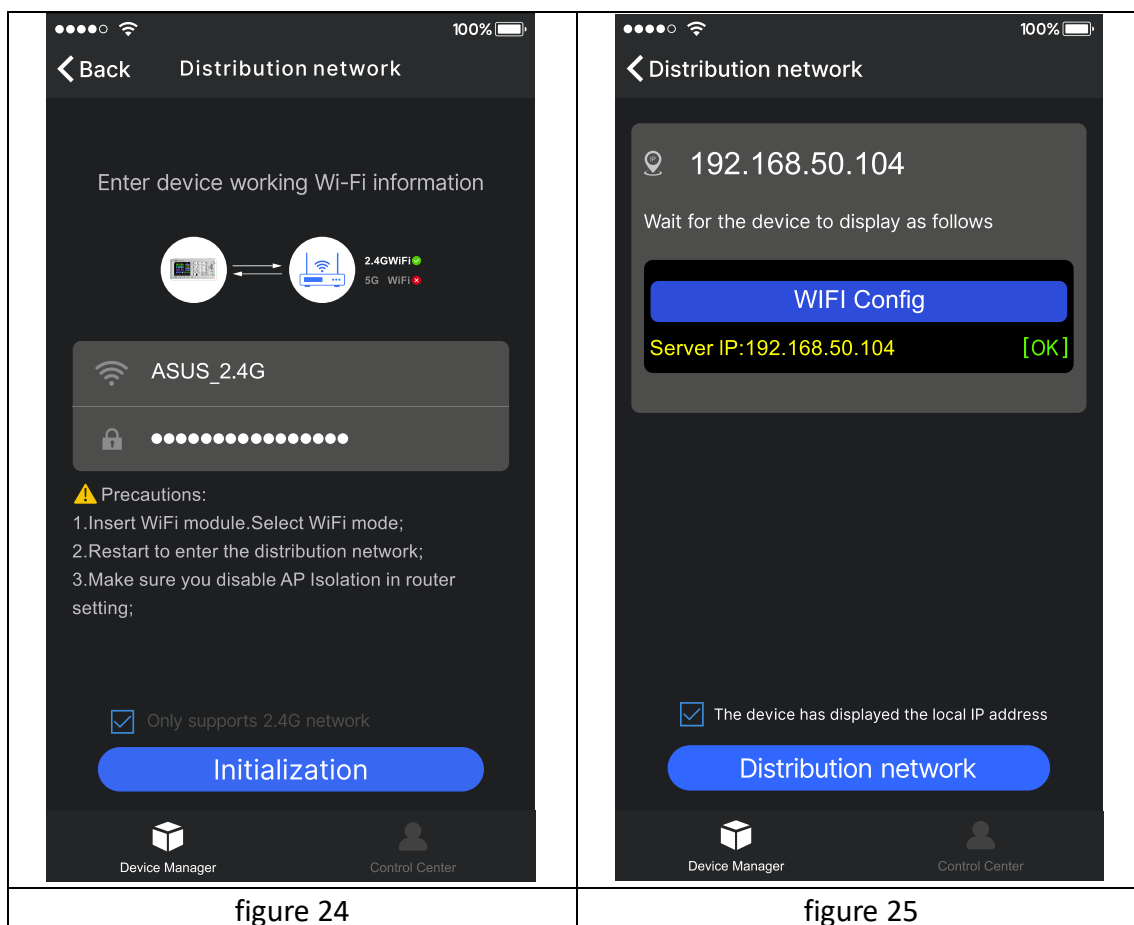 100%
Back Distribution network
Enter device working Wi-Fi information
2.4GWiFi
5G WiFi
ASUS_2.4G
●●●●●●●●●●●●●●●●
Precautions:
1.Insert WiFi module.Select WiFi mode;
2.Restart to enter the distribution network;
3.Make sure you disable AP Isolation in router
setting;
Only supports 2.4G network
Initialization
Device Manager Control Center
figure 24
100%
Distribution network
IP
192.168.50.104
Wait for the device to display as follows
WIFI Config
Server IP:192.168.50.104 [OK]
The device has displayed the local IP address
Distribution network
Device Manager Control Center
figure 25